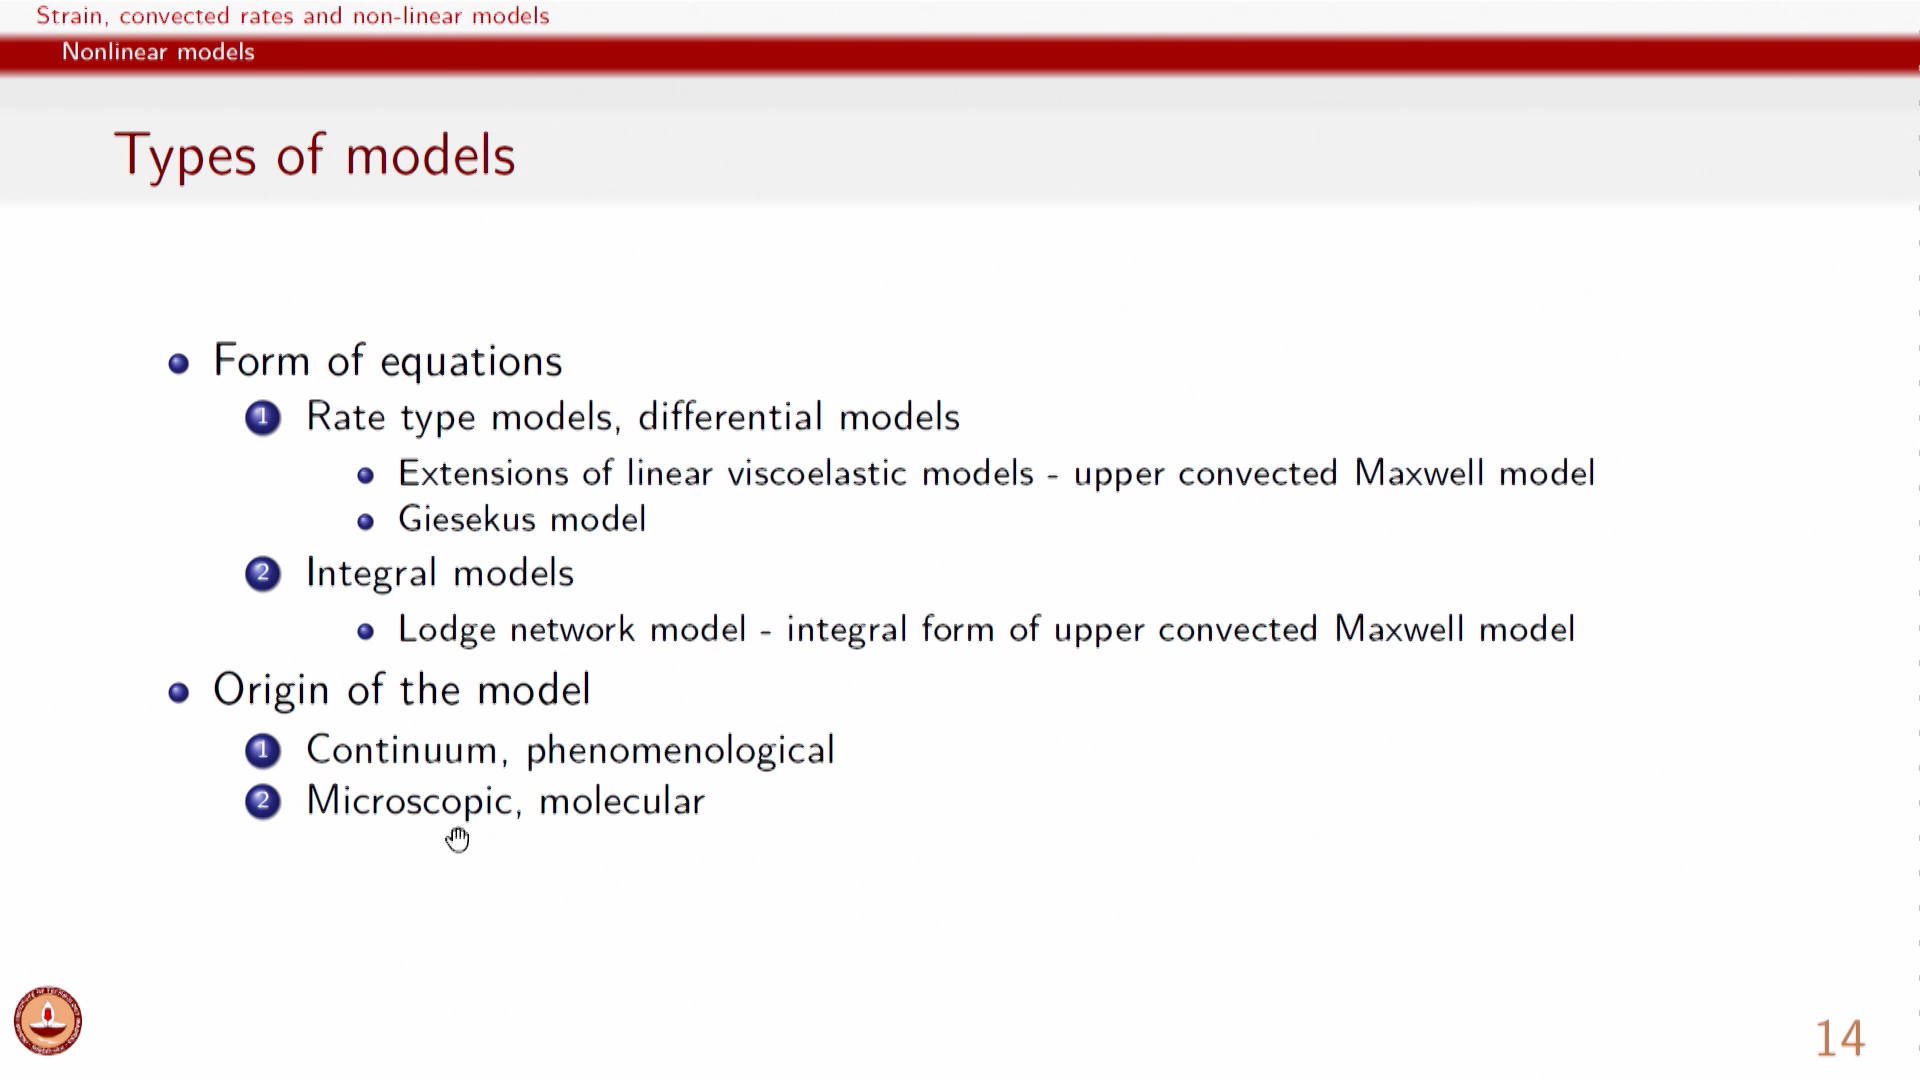 Strain, convected rates and non-linear models
Nonlinear models
Types of models
Form of equations
1 Rate type models, differential models
Extensions of linear viscoelastic models - upper convected Maxwell model
Giesekus model
2 Integral models
Lodge network model - integral form of upper convected Maxwell model
Origin of the model
1 Continuum, phenomenological
2 Microscopic, molecular
14